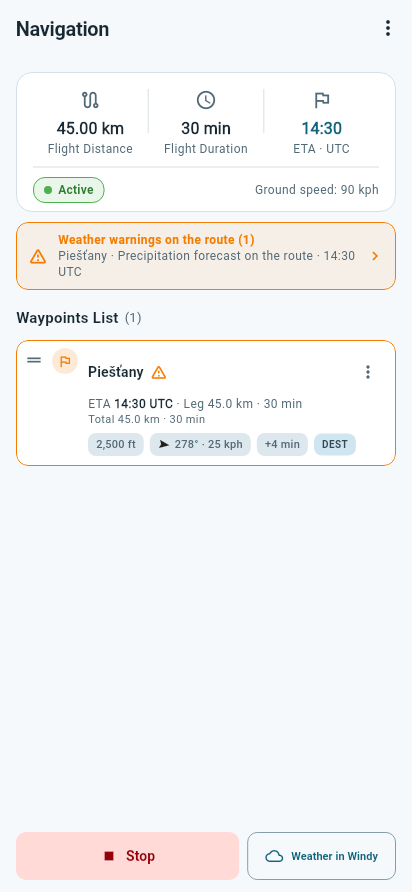 Navigation
45.00 km
30 min
14:30
Flight Distance
Flight Duration
ETA · UTC
Active
Ground speed: 90 kph
Weather warnings on the route (1)
Piešťany · Precipitation forecast on the route · 14:30
UTC
Waypoints List (1)
Piešťany
ETA 14:30 UTC · Leg 45.0 km · 30 min
Total 45.0 km · 30 min
2,500 ft
278° · 25 kph
+4 min
DEST
Stop
Weather in Windy